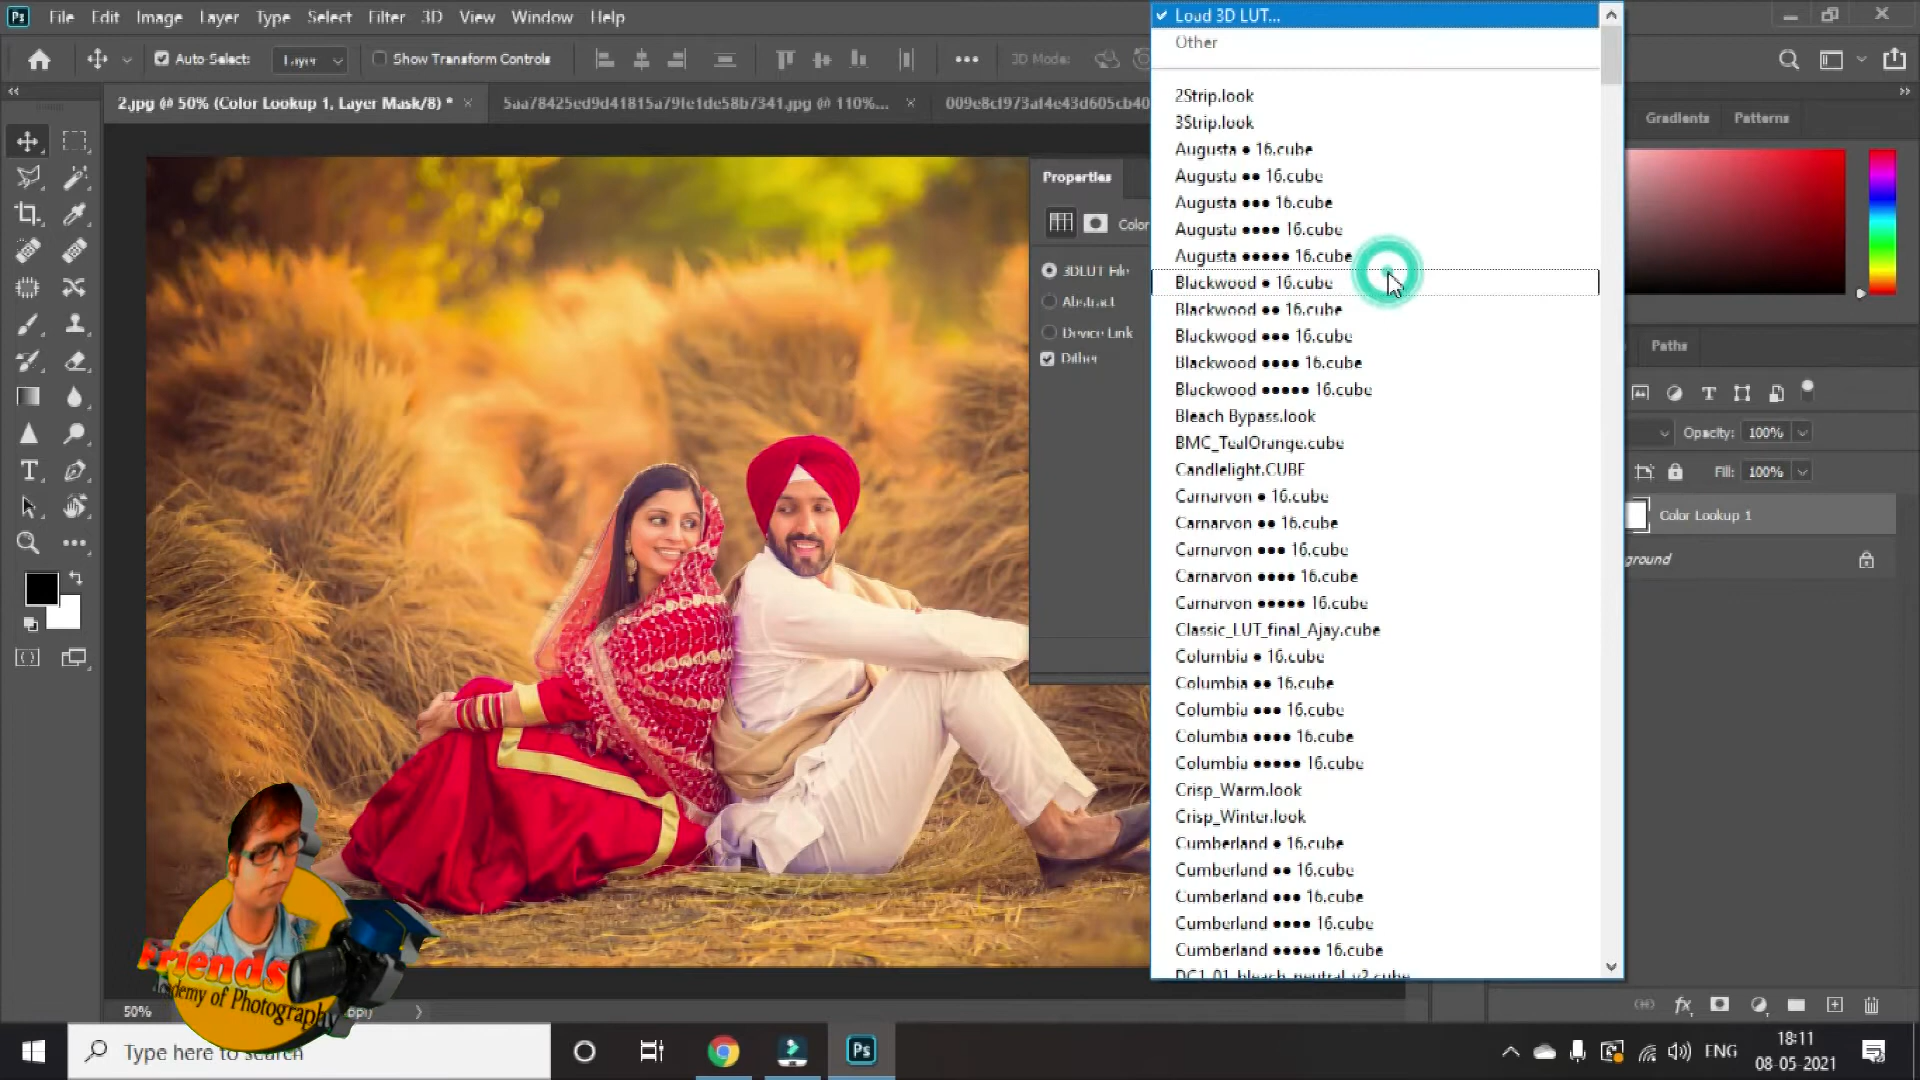 Ps File Edit Image Layer Type Select Filter 3D View Window Help
Auto-Select: Layer Show Transform Controls 3D Mode:
2.jpg @ 50% (Color Lookup 1, Layer Mask/8) * 5aa78425ed9d41815a79fe1de58b7341.jpg @ 110%... 009e8cf973af4e43d605cb40
Properties
Color
3DLUT File
Abstract
Device Link
Dither
Load 3D LUT...
Other
2Strip.look
3Strip.look
Augusta ● 16.cube
Augusta ●● 16.cube
Augusta ●●● 16.cube
Augusta ●●●● 16.cube
Augusta ●●●●● 16.cube
Blackwood ● 16.cube
Blackwood ●● 16.cube
Blackwood ●●● 16.cube
Blackwood ●●●● 16.cube
Blackwood ●●●●● 16.cube
Bleach Bypass.look
BMC_TealOrange.cube
Candlelight.CUBE
Carnarvon ● 16.cube
Carnarvon ●● 16.cube
Carnarvon ●●● 16.cube
Carnarvon ●●●● 16.cube
Carnarvon ●●●●● 16.cube
Classic_LUT_final_Ajay.cube
Columbia ● 16.cube
Columbia ●● 16.cube
Columbia ●●● 16.cube
Columbia ●●●● 16.cube
Columbia ●●●●● 16.cube
Crisp_Warm.look
Crisp_Winter.look
Cumberland ● 16.cube
Cumberland ●● 16.cube
Cumberland ●●● 16.cube
Cumberland ●●●● 16.cube
Cumberland ●●●●● 16.cube
DC1_01_bleach_neutral_v2.cube
Gradients Patterns
Paths
Opacity: 100%
Fill: 100%
Color Lookup 1
ground
Friends
cademy of Photography
50%
Type here to search
Ps
ENG
18:11
08-05-2021